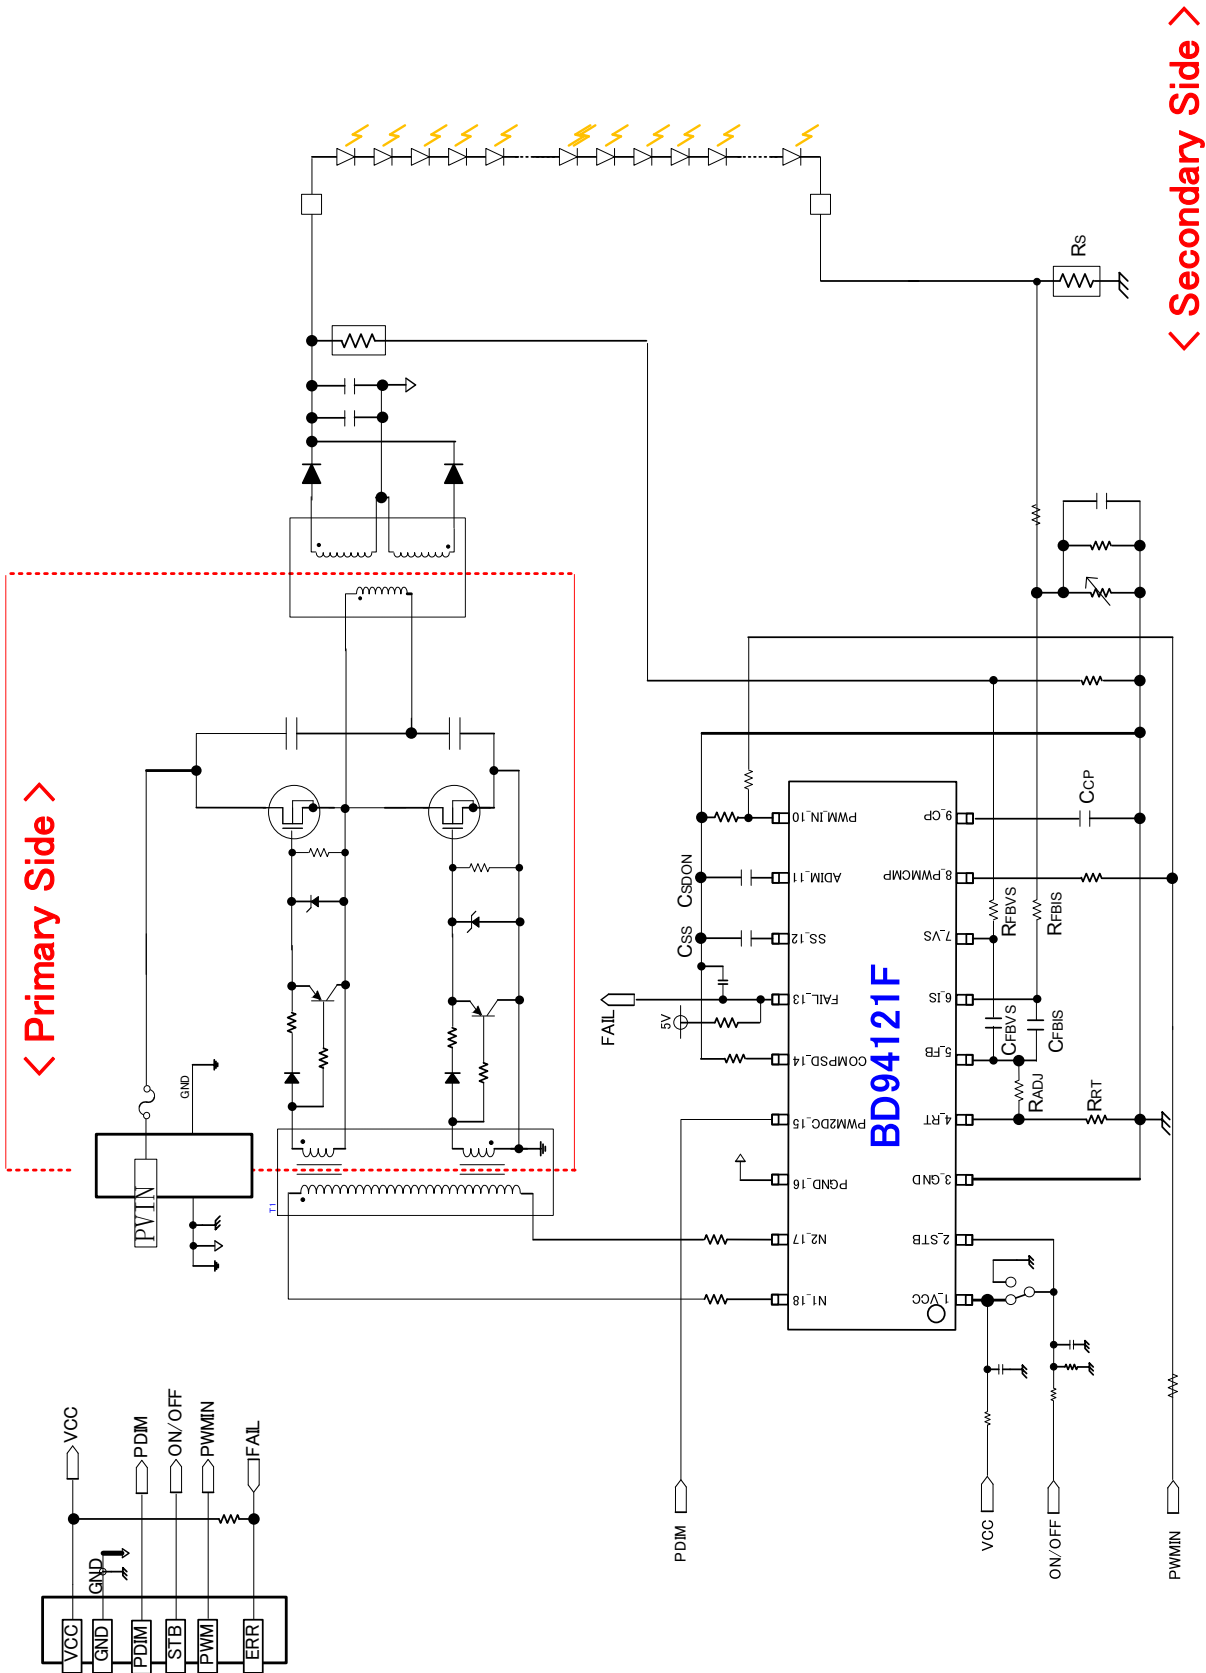 < Primary Side >
< Secondary Side >
RS
PVIN
GND
T1
BD94121F
PWM_IN_10
ADIM_11
SS_12
FAIL_13
COMPSD_14
PWM2DC_15
PGND_16
N2_17
N1_18
9_CP
8_PWMCMP
7_VS
6_IS
5_FB
4_RT
3_GND
2_STB
1_VCC
CSDON
CSS
FAIL
5V
CCP
RFBVS
RFBIS
CFBVS
CFBIS
RADJ
RRT
PDIM
VCC
ON/OFF
PWMIN
VCC
PDIM
ON/OFF
PWMIN
FAIL
GND
VCC
GND
PDIM
STB
PWM
ERR